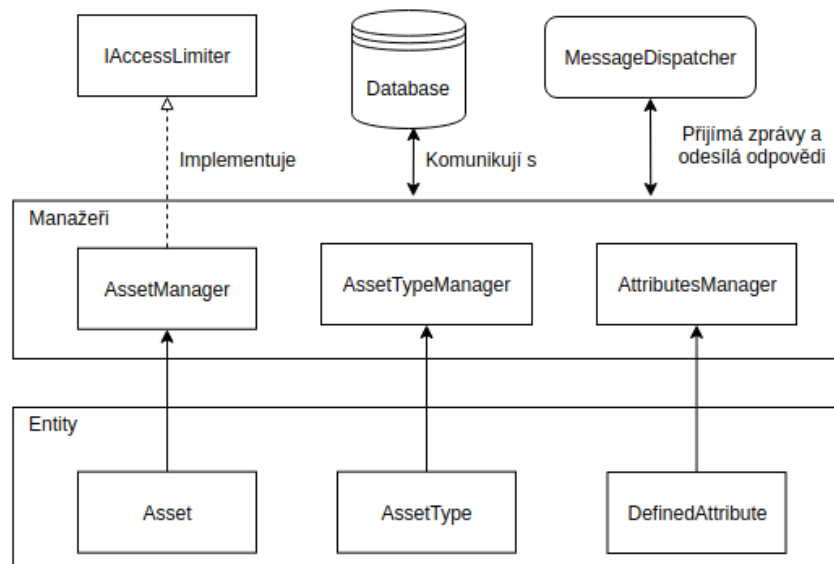 IAccessLimiter
Database
MessageDispatcher
Implementuje
Komunikují s
Přijímá zprávy a
odesílá odpovědi
Manažeři
AssetManager
AssetTypeManager
AttributesManager
Entity
Asset
AssetType
DefinedAttribute